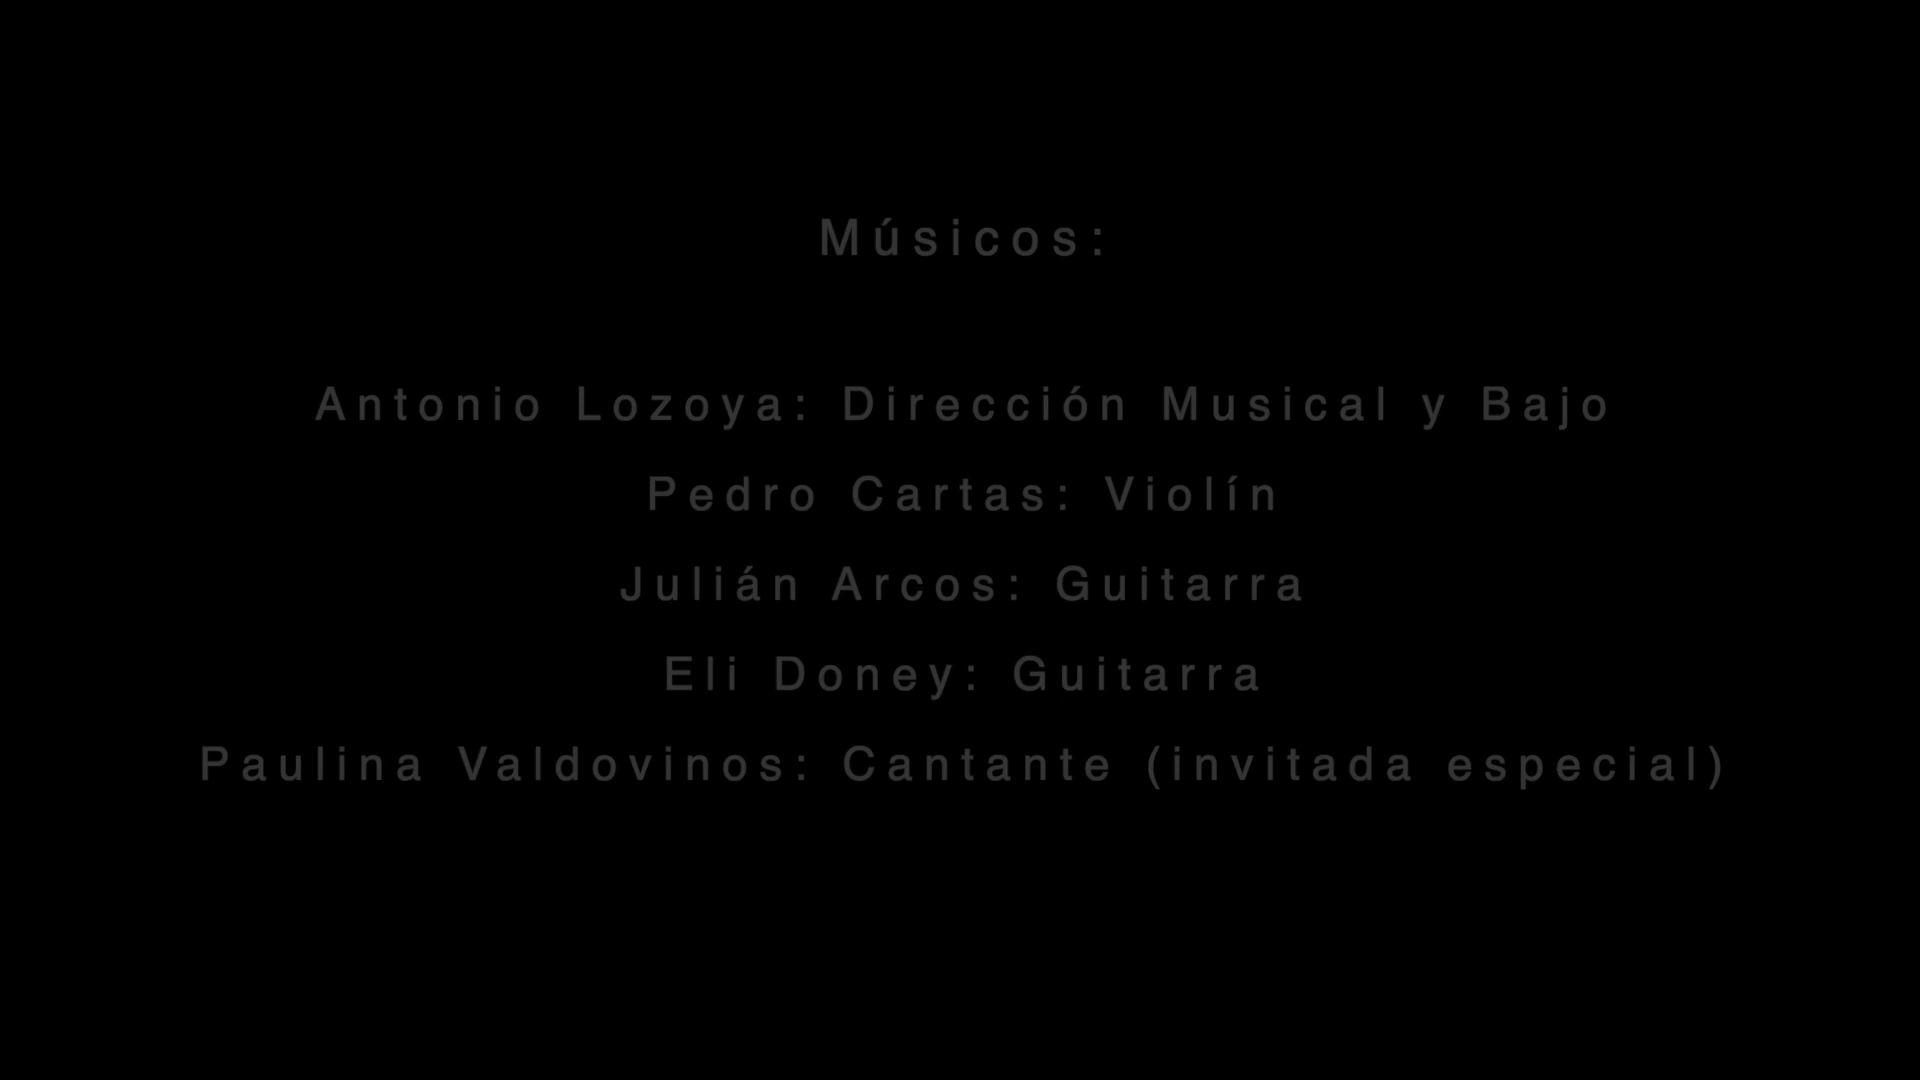 Músicos:
Antonio Lozoya: Dirección Musical y Bajo
Pedro Cartas: Violín
Julián Arcos: Guitarra
Eli Doney: Guitarra
Paulina Valdovinos: Cantante (invitada especial)